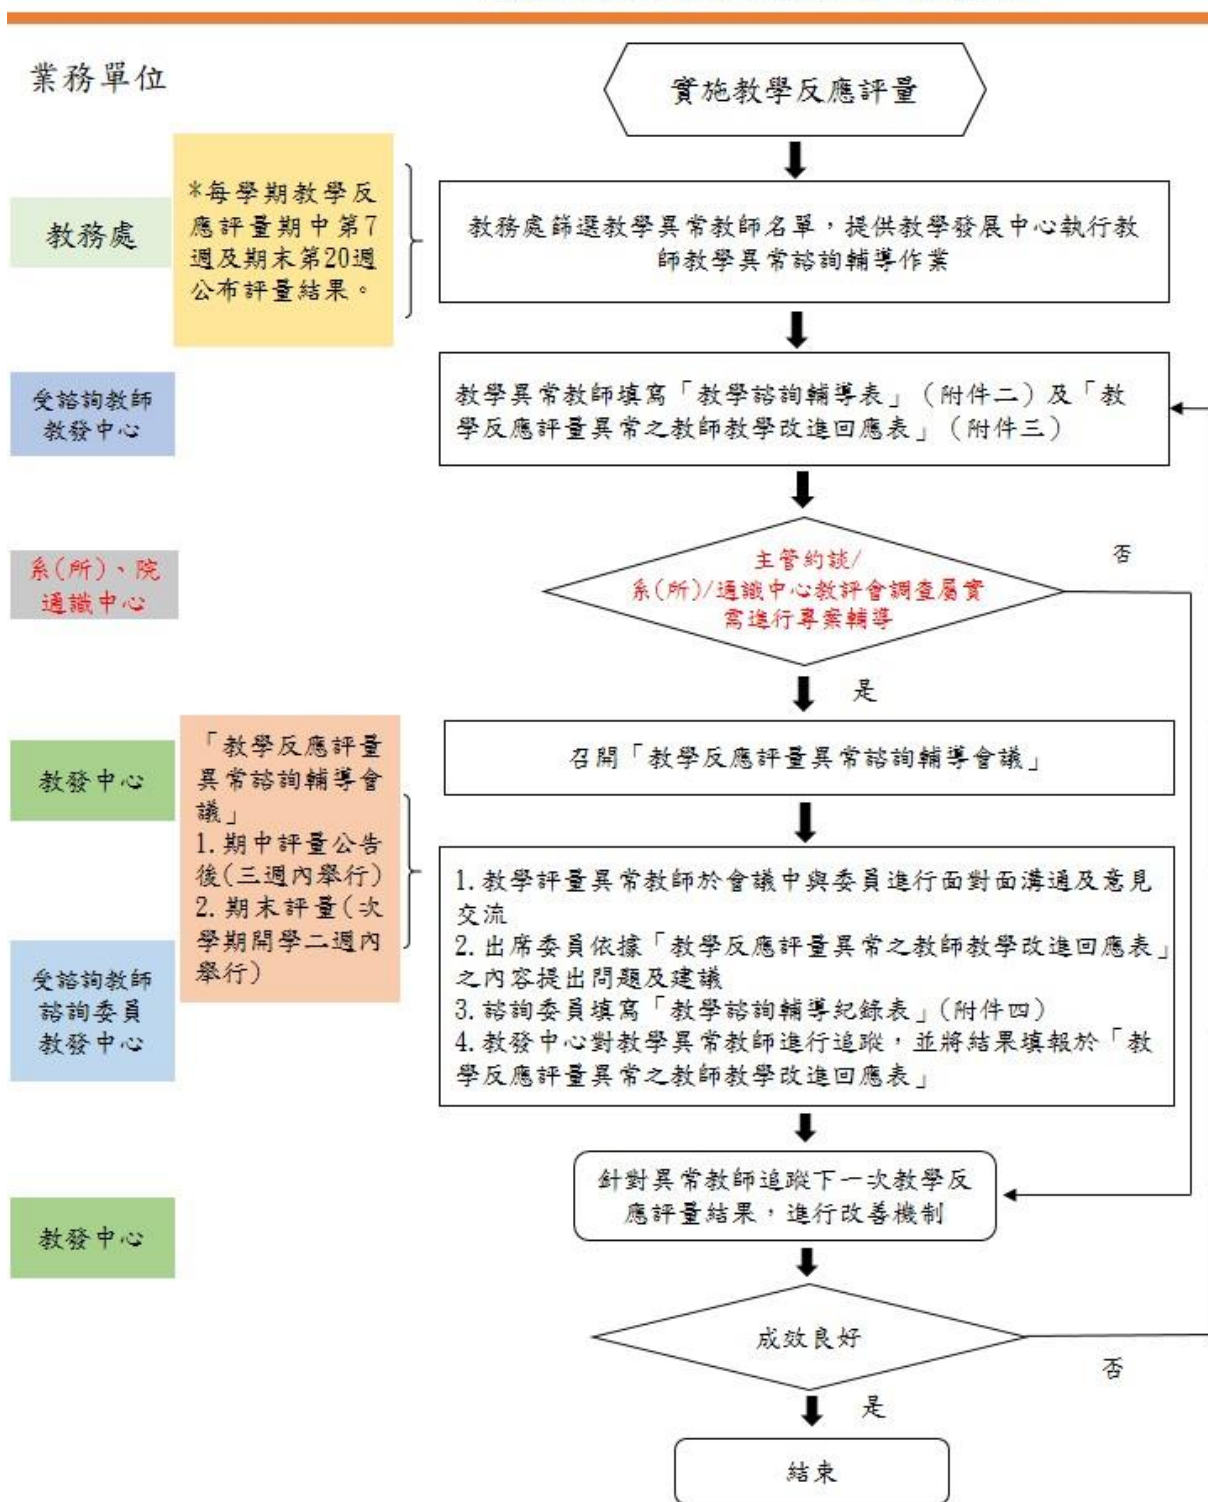 業務單位
實施教學反應評量
教務處
*每學期教學反
應評量期中第7
週及期末第20週
公布評量結果。
教務處篩選教學異常教師名單，提供教學發展中心執行教
師教學異常諮詢輔導作業
受諮詢教師
教發中心
教學異常教師填寫「教學諮詢輔導表」（附件二）及「教
學反應評量異常之教師教學改進回應表」（附件三）
系(所)、院
通識中心
主管約談/
系(所)/通識中心教評會調查屬實
需進行專案輔導
否
是
教發中心
「教學反應評量
異常諮詢輔導會
議」
1.期中評量公告
後(三週內舉行)
2.期末評量(次
學期開學二週內
舉行)
召開「教學反應評量異常諮詢輔導會議」
受諮詢教師
諮詢委員
教發中心
1.教學評量異常教師於會議中與委員進行面對面溝通及意見
交流
2.出席委員依據「教學反應評量異常之教師教學改進回應表」
之內容提出問題及建議
3.諮詢委員填寫「教學諮詢輔導紀錄表」(附件四)
4.教發中心對教學異常教師進行追蹤，並將結果填報於「教
學反應評量異常之教師教學改進回應表」
教發中心
針對異常教師追蹤下一次教學反
應評量結果，進行改善機制
成效良好
否
是
結束